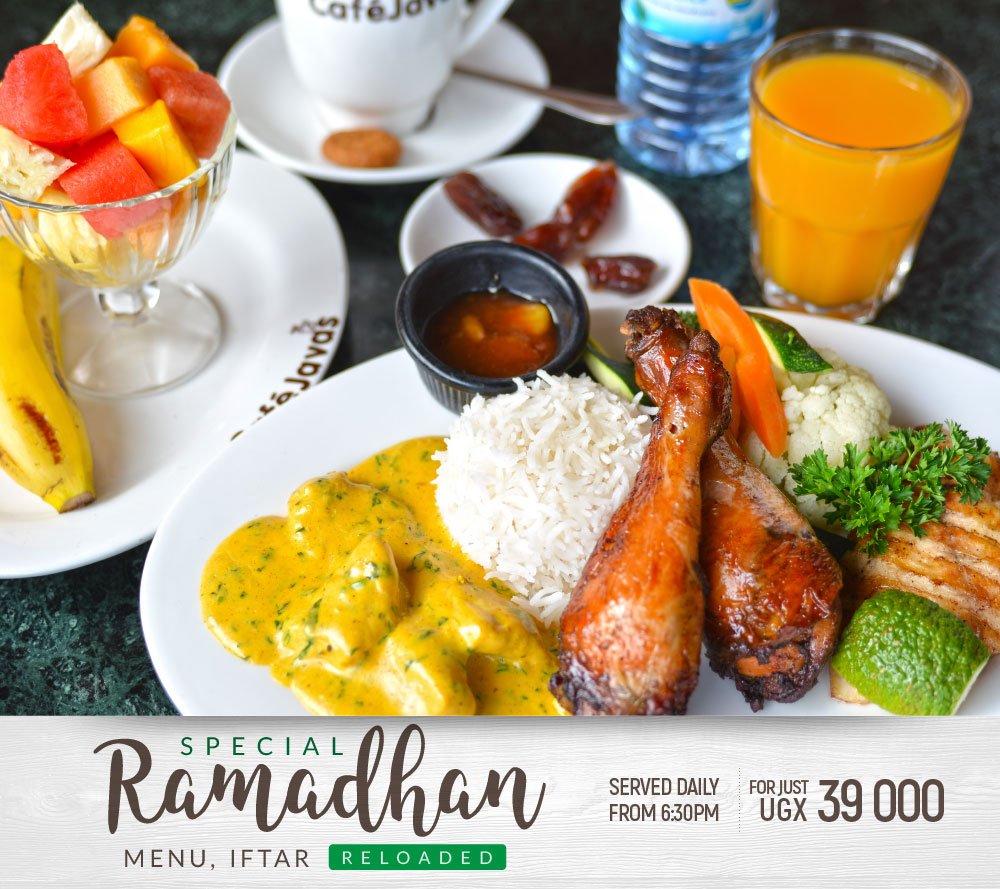 CaféJavas
CaféJavas
SPECIAL
Ramadhan
MENU, IFTAR RELOADED
SERVED DAILY
FROM 6:30PM
FOR JUST
UGX 39 000